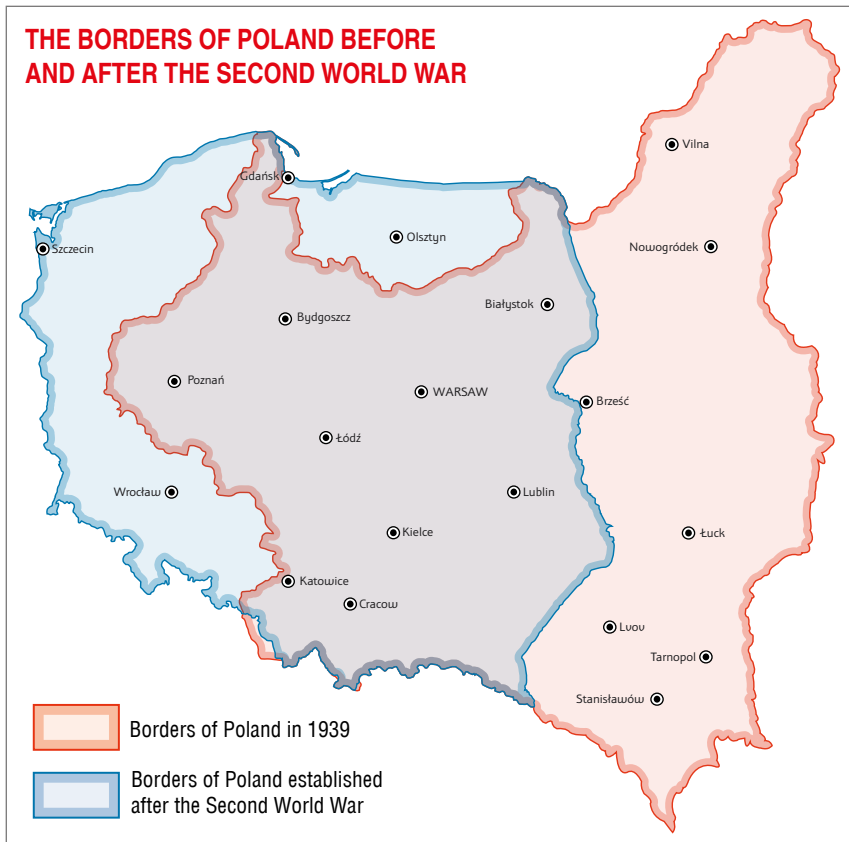 THE BORDERS OF POLAND BEFORE
AND AFTER THE SECOND WORLD WAR
Vilna
Gdańsk
Olsztyn
Szczecin
Nowogródek
Białystok
Bydgoszcz
Poznań
WARSAW
Brześć
Łódź
Wrocław
Lublin
Kielce
Łuck
Katowice
Cracow
Lvov
Tarnopol
Stanisławów
Borders of Poland in 1939
Borders of Poland established
after the Second World War